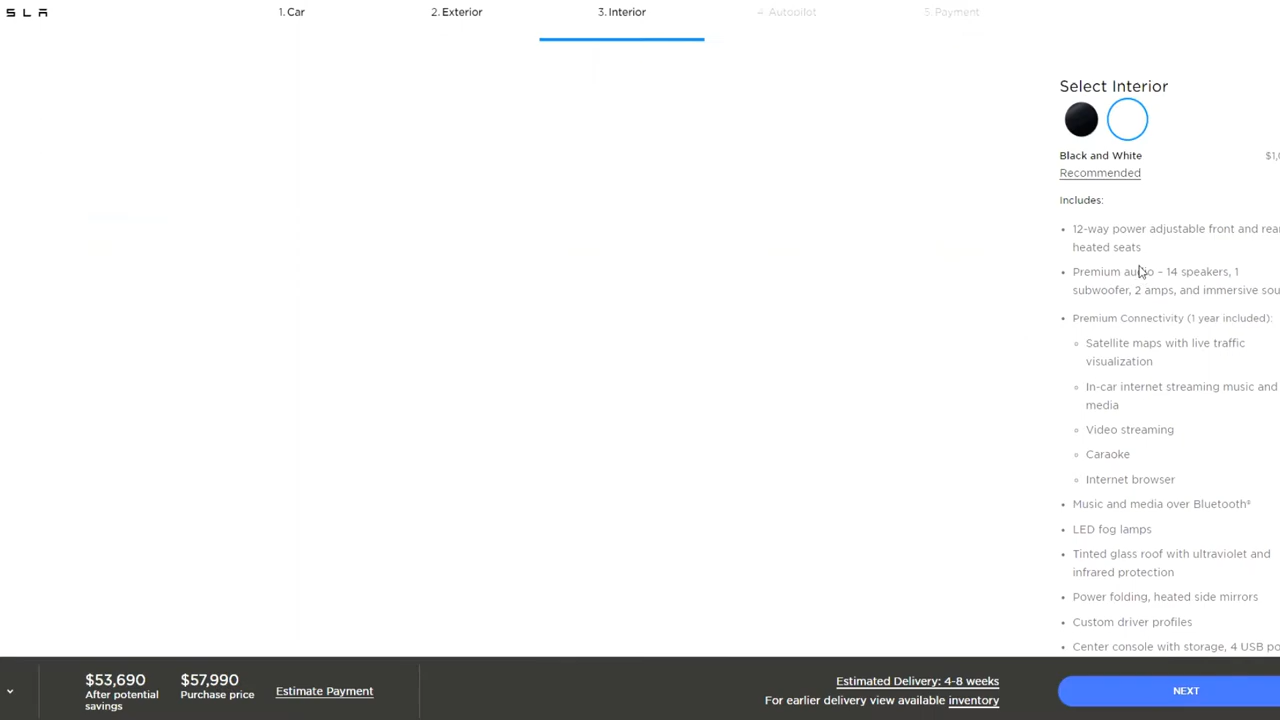 SLA
1. Car
2. Exterior
3. Interior
4. Autopilot
5. Payment
Select Interior
Black and White
$1,
Recommended
Includes:
12-way power adjustable front and rear
heated seats
Premium audio – 14 speakers, 1
subwoofer, 2 amps, and immersive sou
Premium Connectivity (1 year included):
Satellite maps with live traffic
visualization
In-car internet streaming music and
media
Video streaming
Caraoke
Internet browser
Music and media over Bluetooth®
LED fog lamps
Tinted glass roof with ultraviolet and
infrared protection
Power folding, heated side mirrors
Custom driver profiles
Center console with storage, 4 USB po
$53,690
After potential
savings
$57,990
Purchase price
Estimate Payment
Estimated Delivery: 4-8 weeks
For earlier delivery view available inventory
NEXT